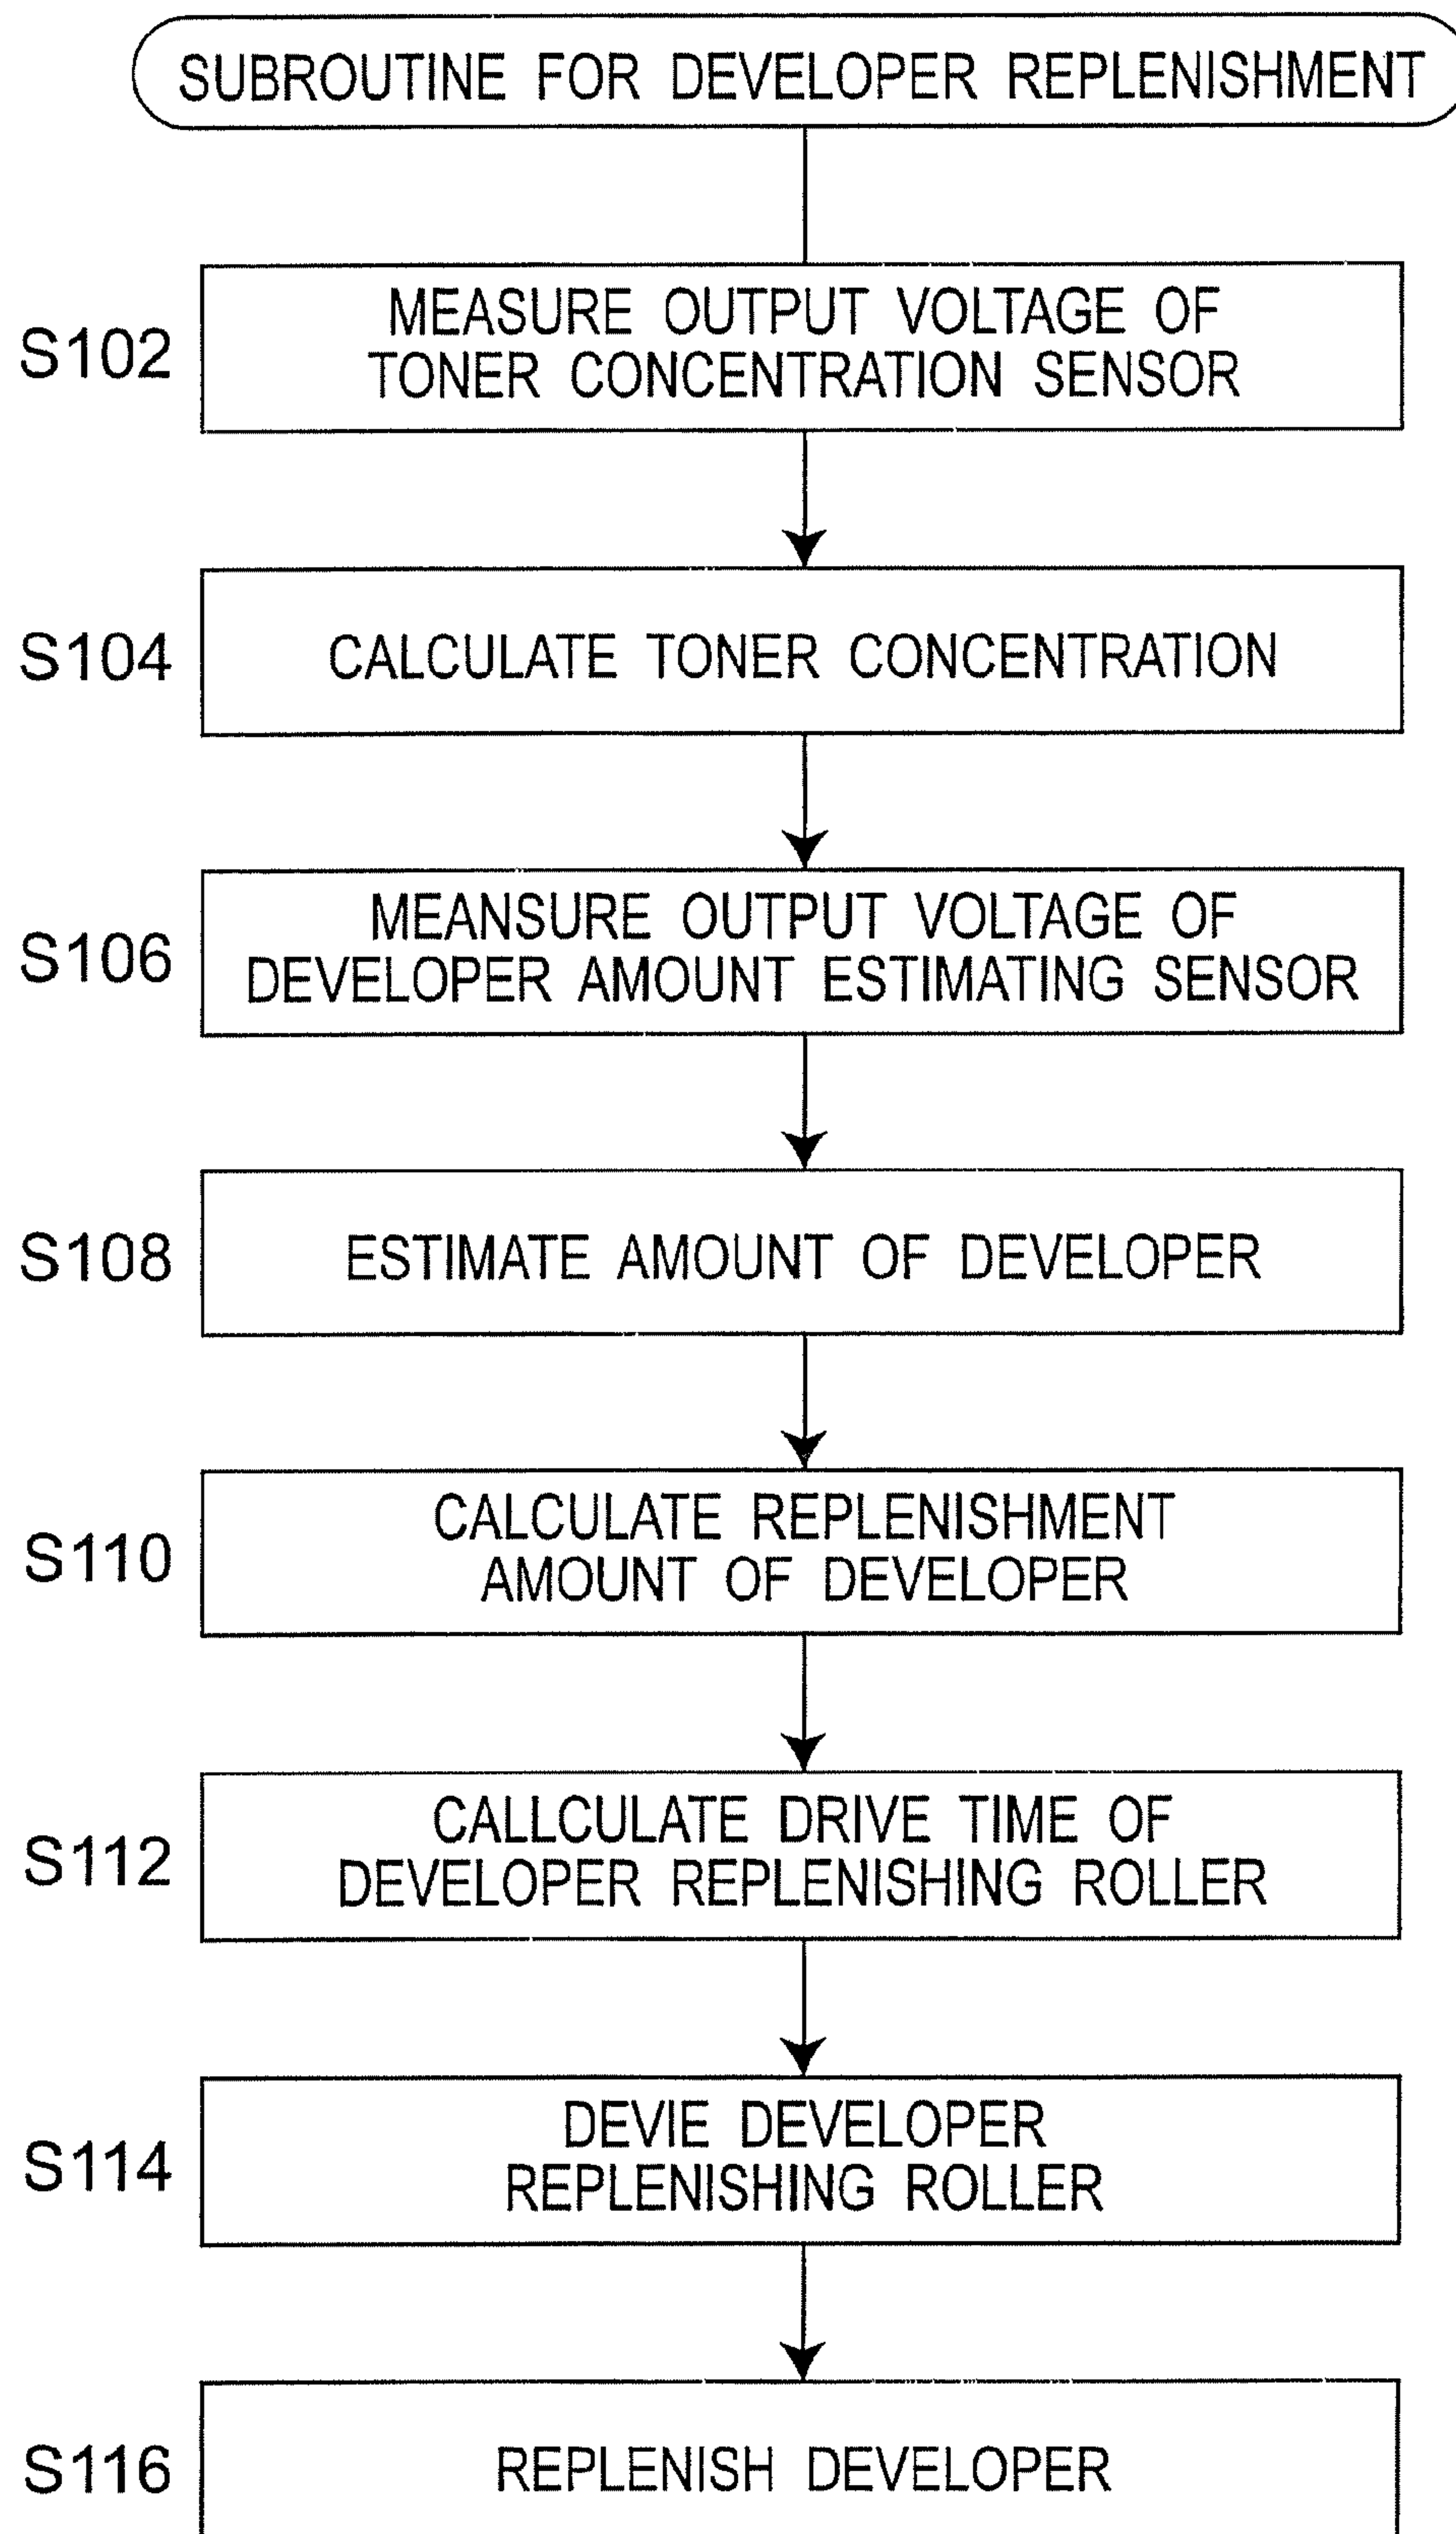 SUBROUTINE FOR DEVELOPER REPLENISHMENT
S102
MEASURE OUTPUT VOLTAGE OF
TONER CONCENTRATION SENSOR
S104
CALCULATE TONER CONCENTRATION
S106
MEANSURE OUTPUT VOLTAGE OF
DEVELOPER AMOUNT ESTIMATING SENSOR
S108
ESTIMATE AMOUNT OF DEVELOPER
S110
CALCULATE REPLENISHMENT
AMOUNT OF DEVELOPER
S112
CALLCULATE DRIVE TIME OF
DEVELOPER REPLENISHING ROLLER
S114
DEVIE DEVELOPER
REPLENISHING ROLLER
S116
REPLENISH DEVELOPER